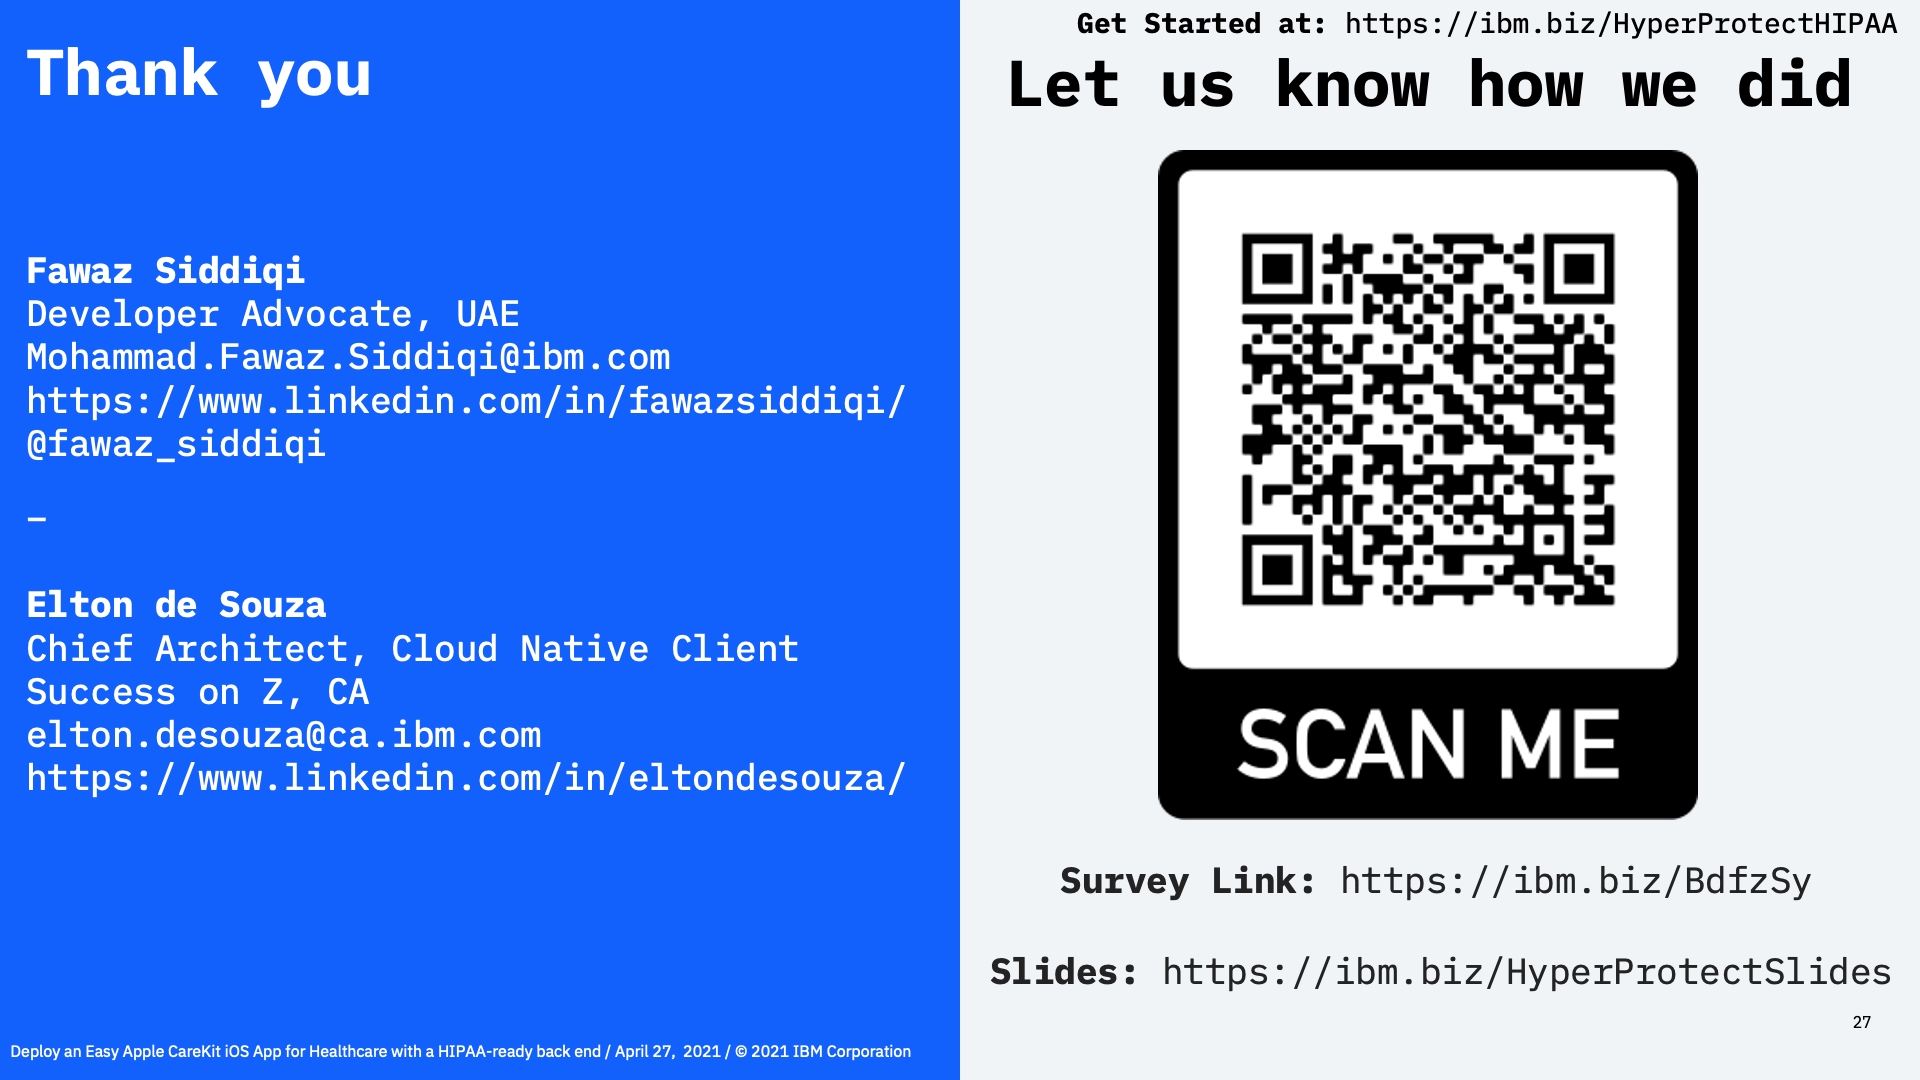 Thank you
Fawaz Siddiqi
Developer Advocate, UAE
Mohammad.Fawaz.Siddiqi@ibm.com
https://www.linkedin.com/in/fawazsiddiqi/
@fawaz_siddiqi
—
Elton de Souza
Chief Architect, Cloud Native Client
Success on Z, CA
elton.desouza@ca.ibm.com
https://www.linkedin.com/in/eltondesouza/
Deploy an Easy Apple CareKit iOS App for Healthcare with a HIPAA-ready back end / April 27, 2021 / © 2021 IBM Corporation
Get Started at: https://ibm.biz/HyperProtectHIPAA
Let us know how we did
SCAN ME
Survey Link: https://ibm.biz/BdfzSy
Slides: https://ibm.biz/HyperProtectSlides
27